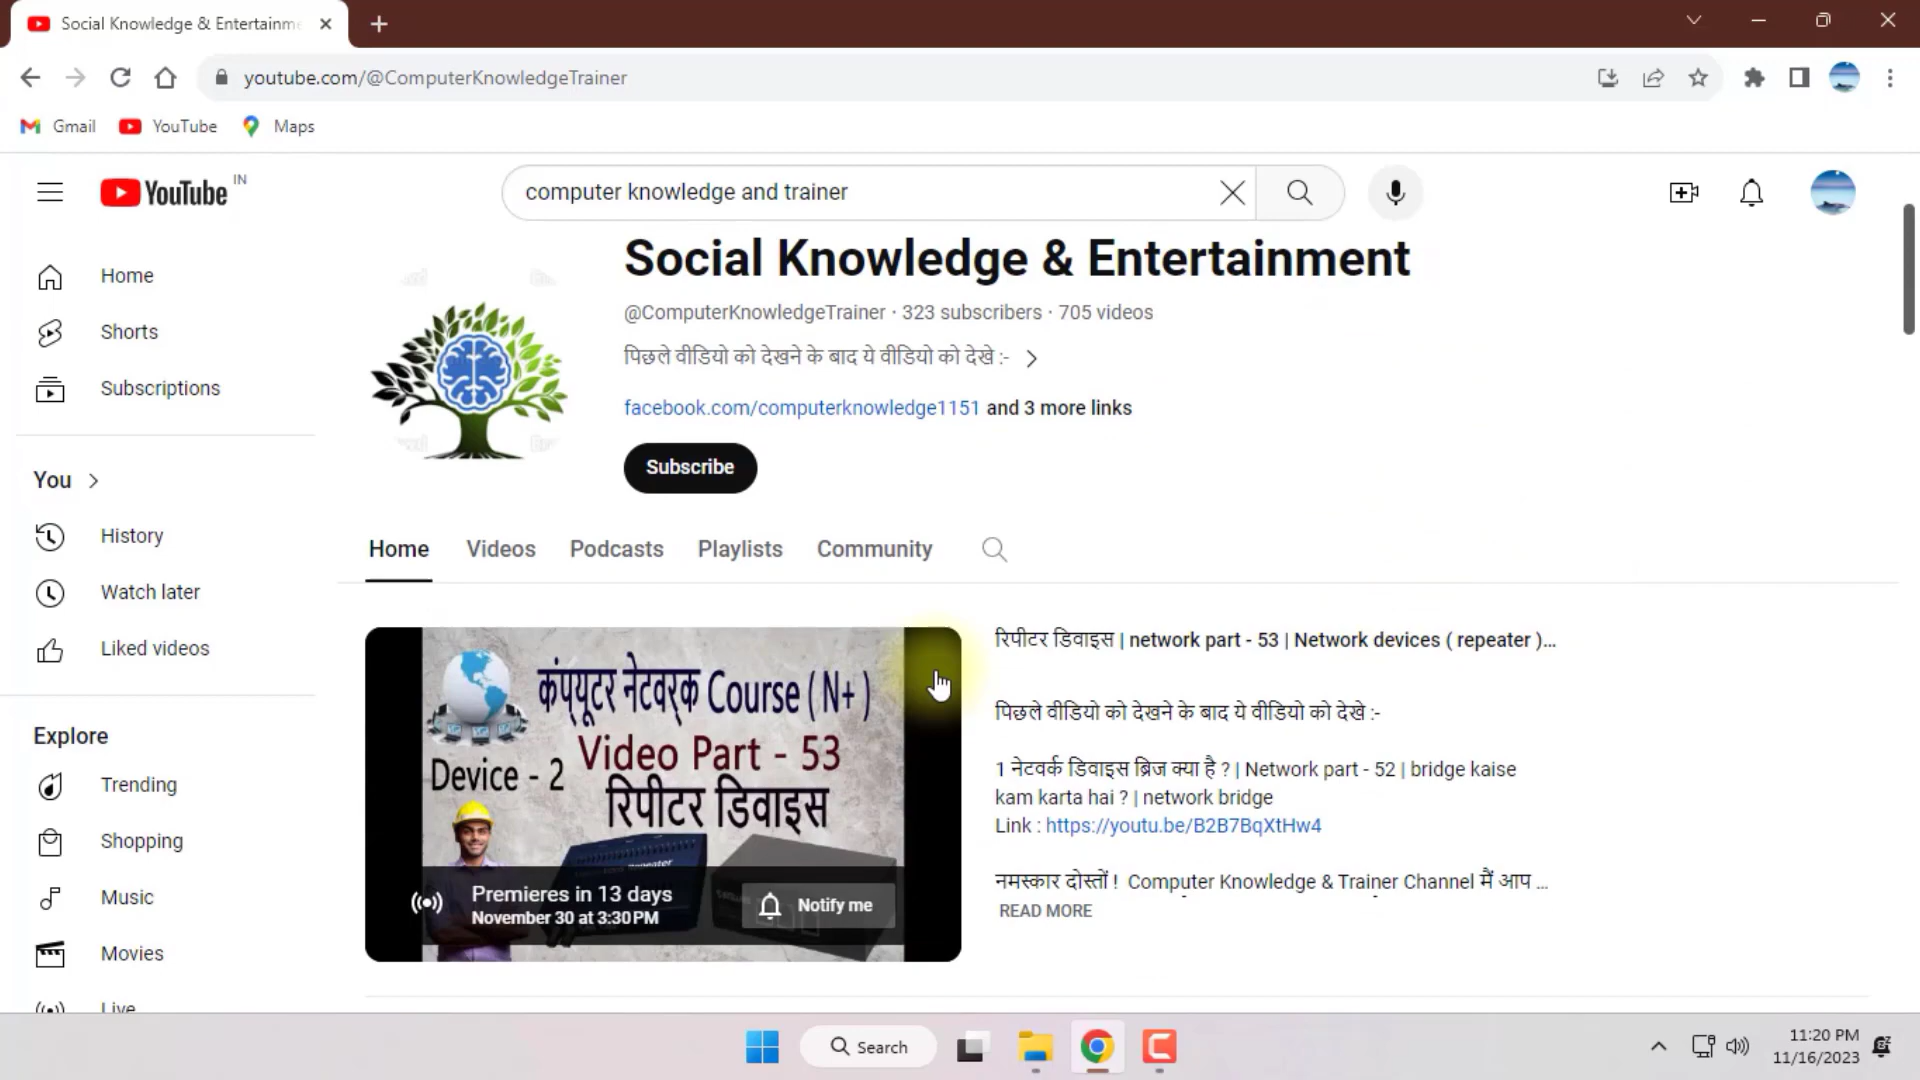 Social Knowledge & Entertainme
youtube.com/@ComputerKnowledgeTrainer
Gmail
YouTube
Maps
YouTube IN
computer knowledge and trainer
Home
Shorts
Subscriptions
You
History
Watch later
Liked videos
Explore
Trending
Shopping
Music
Movies
Live
Social Knowledge & Entertainment
@ComputerKnowledgeTrainer · 323 subscribers · 705 videos
पिछले वीडियो को देखने के बाद ये वीडियो को देखे :-
facebook.com/computerknowledge1151 and 3 more links
Subscribe
Home
Videos
Podcasts
Playlists
Community
कंप्यूटर नेटवर्क Course ( N+ )
Video Part - 53
Device - 2
रिपीटर डिवाइस
Repeater
Premieres in 13 days
November 30 at 3:30 PM
Notify me
रिपीटर डिवाइस | network part - 53 | Network devices ( repeater )...
पिछले वीडियो को देखने के बाद ये वीडियो को देखे :-
1 नेटवर्क डिवाइस ब्रिज क्या है ? | Network part - 52 | bridge kaise
kam karta hai ? | network bridge
Link : https://youtu.be/B2B7BqXtHw4
नमस्कार दोस्तों ! Computer Knowledge & Trainer Channel मैं आप ...
READ MORE
Search
11:20 PM
11/16/2023